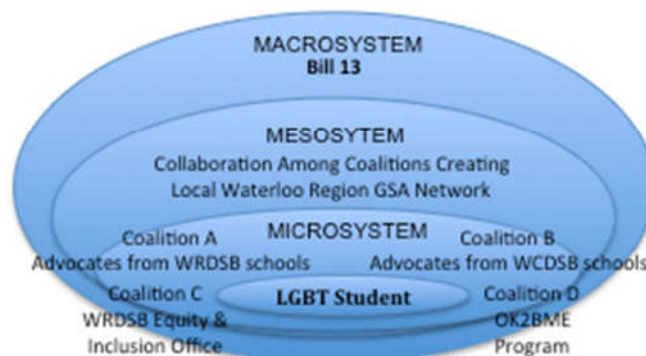 MACROSYSTEM
Bill 13
MESOSYTEM
Collaboration Among Coalitions Creating
Local Waterloo Region GSA Network
MICROSYSTEM
Coalition A
Advocates from WRDSB schools
Coalition B
Advocates from WCDSB schools
LGBT Student
Coalition C
WRDSB Equity &
Inclusion Office
Coalition D
OK2BME
Program